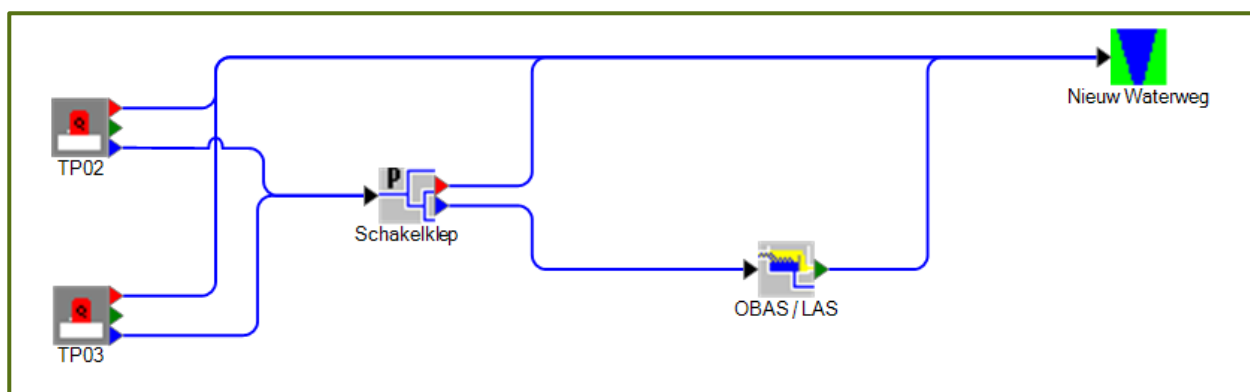 Nieuw Waterweg
Q
TP02
P
Schakelklep
OBAS / LAS
Q
TP03